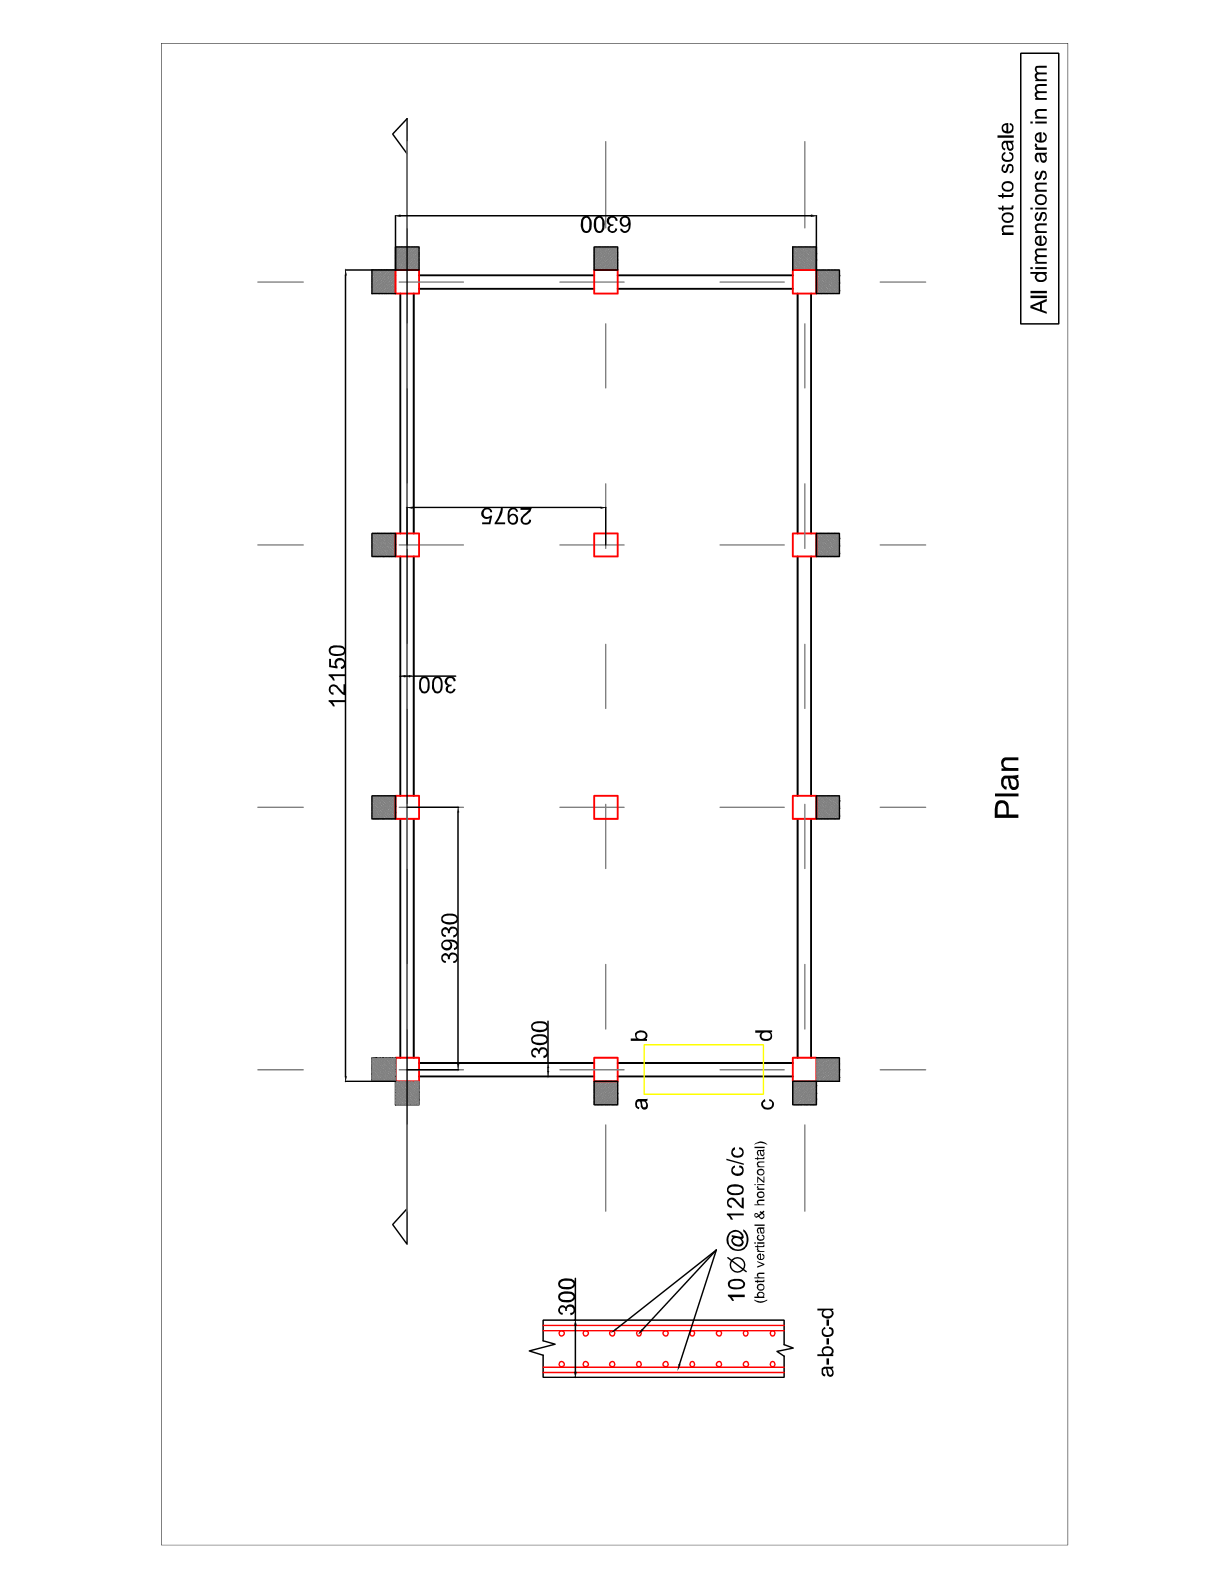 not to scale
All dimensions are in mm
6300
2975
12150
300
3930
300
b
d
a
c
10 Ø @ 120 c/c
(both vertical & horizontal)
300
a-b-c-d
Plan